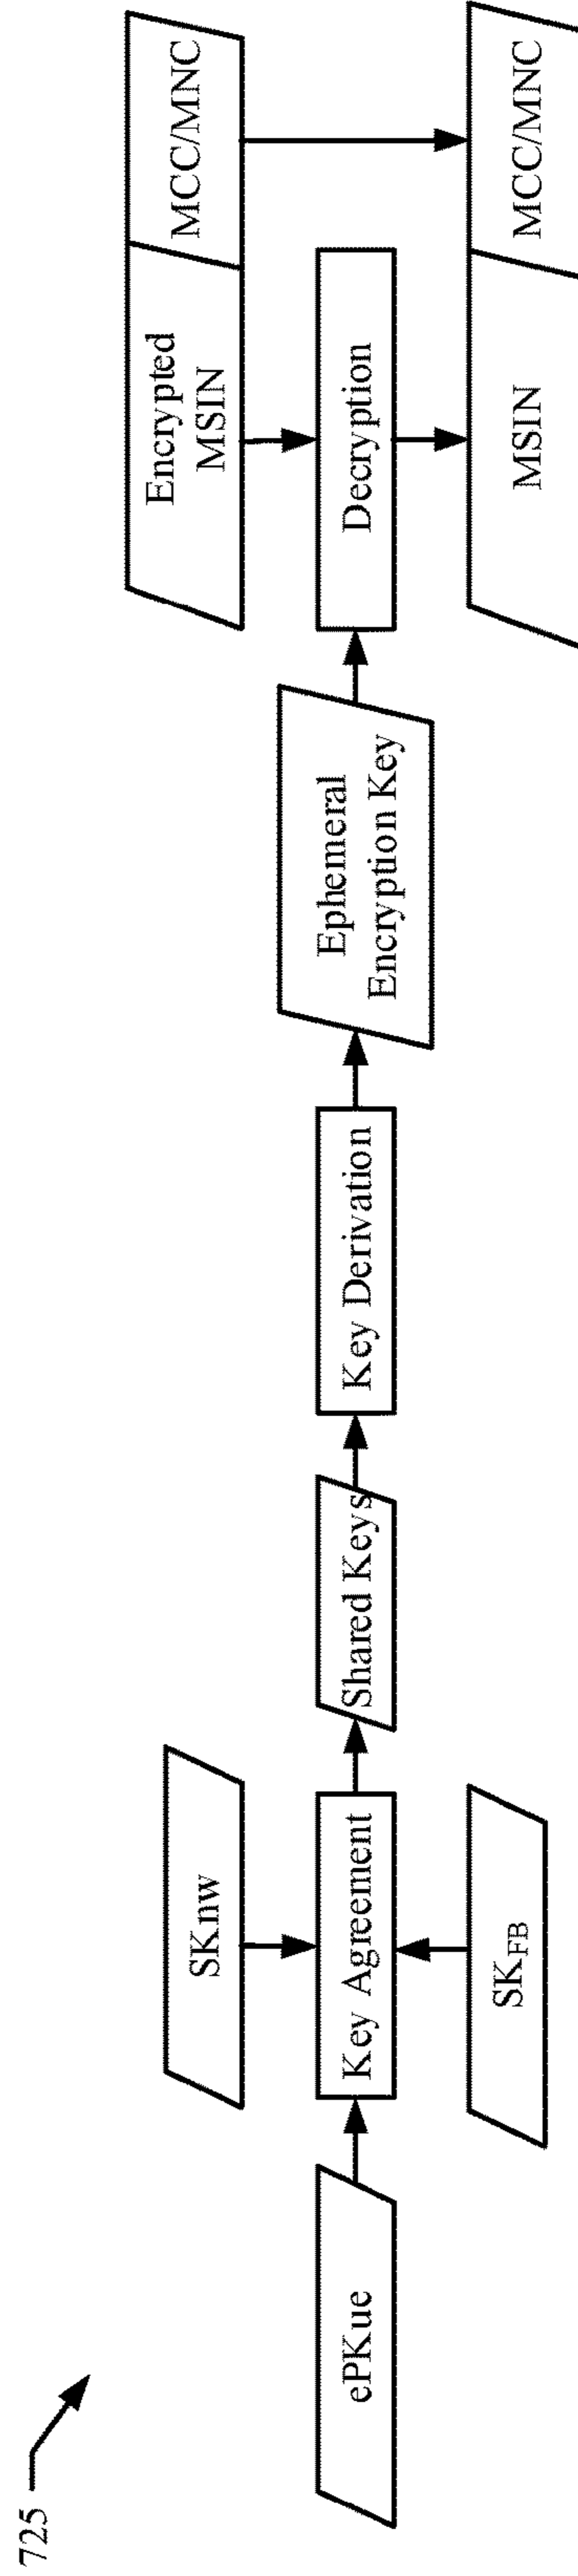 725
ePKue
SKnw
Key Agreement
SK_FB
Shared Keys
Key Derivation
Ephemeral
Encryption Key
Encrypted
MSIN
MCC/MNC
Decryption
MSIN
MCC/MNC